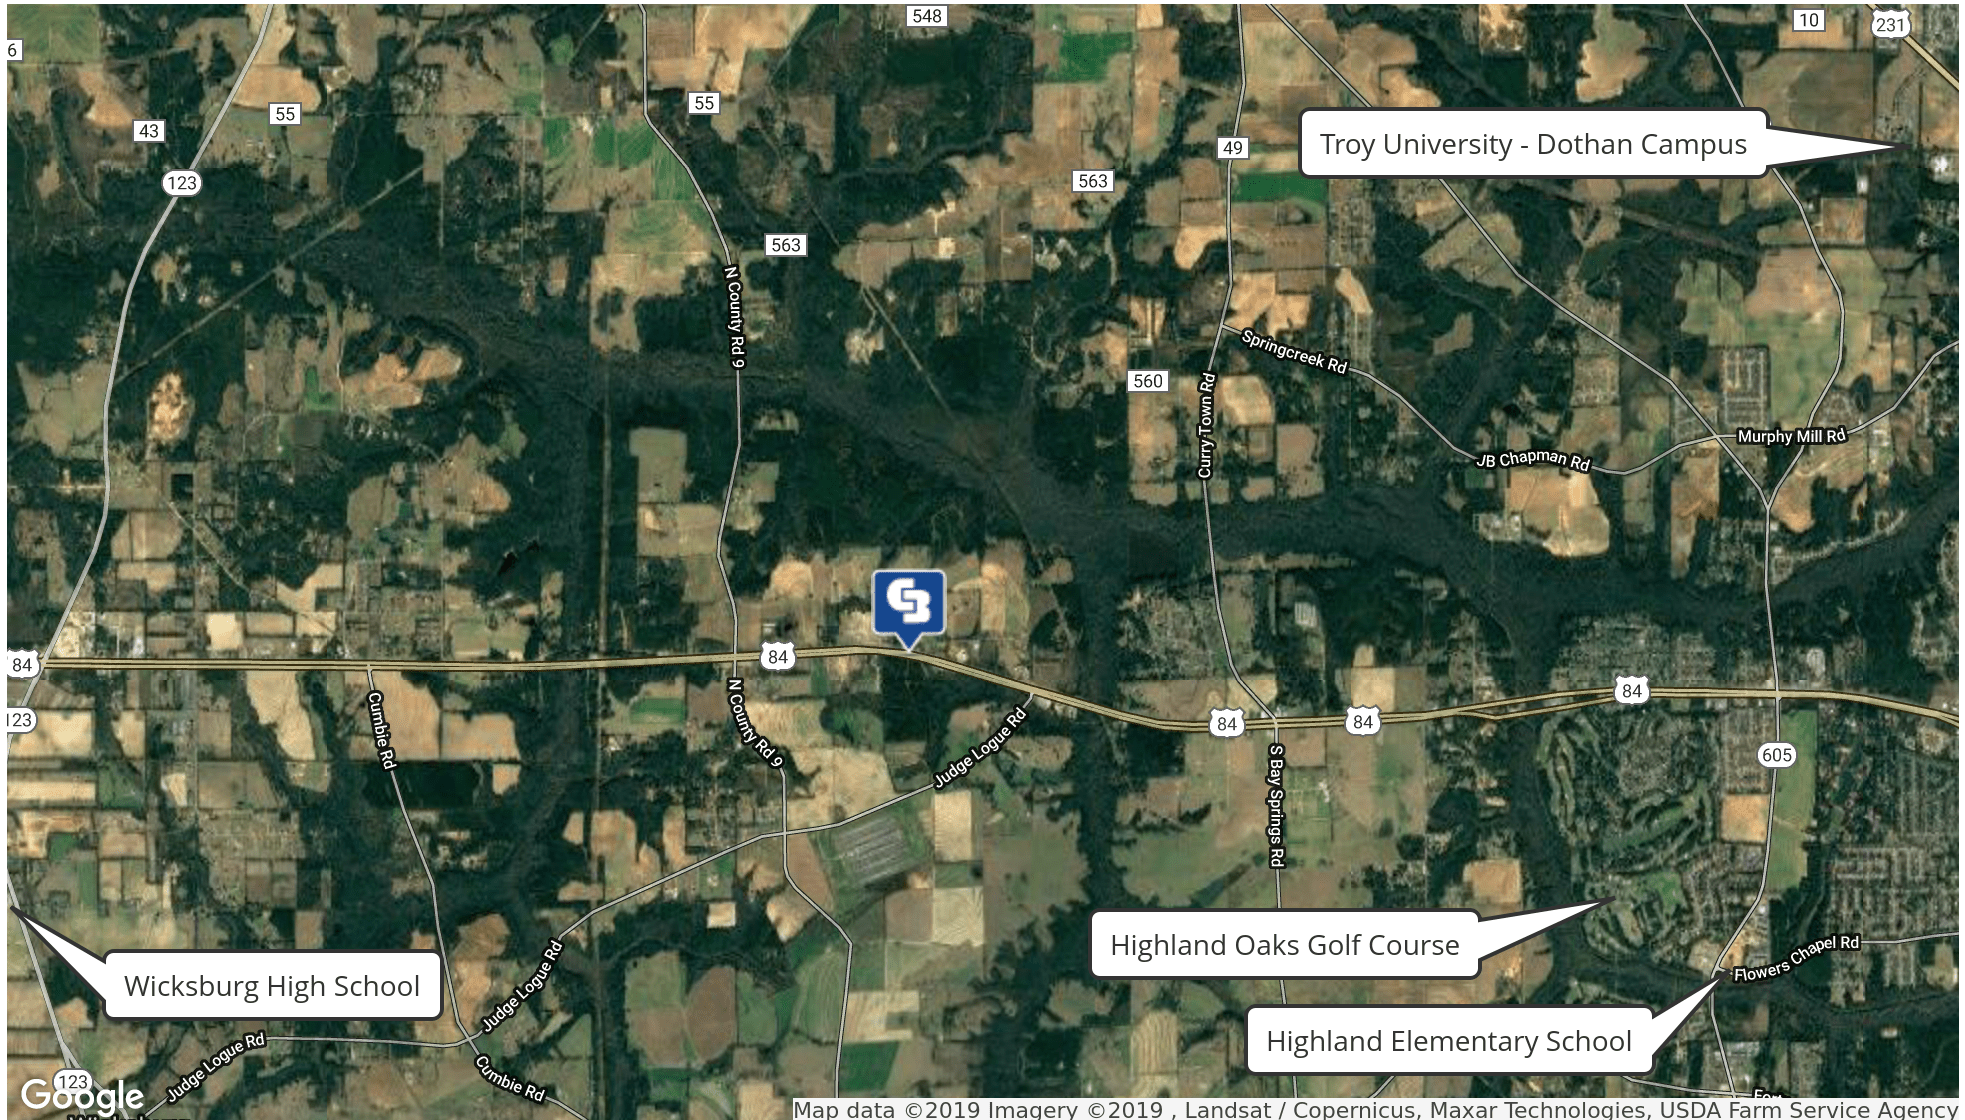 548
10
231
6
55
55
43
49
Troy University - Dothan Campus
123
563
563
N County Rd 9
Springcreek Rd
560
Curry Town Rd
Murphy Mill Rd
JB Chapman Rd
CB
84
84
84
84
84
Cumbie Rd
N County Rd 9
Judge Logue Rd
123
S Bay Springs Rd
605
Highland Oaks Golf Course
Flowers Chapel Rd
Wicksburg High School
Judge Logue Rd
Highland Elementary School
Judge Logue Rd
Cumbie Rd
123
Google
Map data ©2019 Imagery ©2019 , Landsat / Copernicus, Maxar Technologies, USDA Farm Service Agency